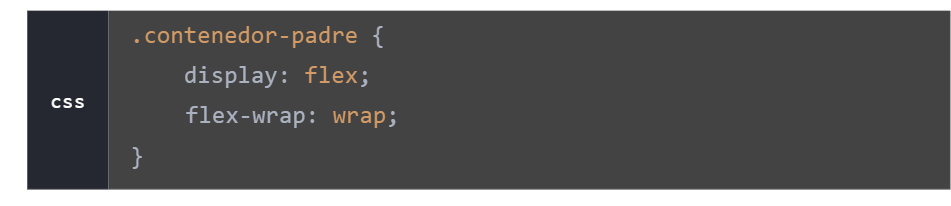 css
.contenedor-padre {
    display: flex;
    flex-wrap: wrap;
}